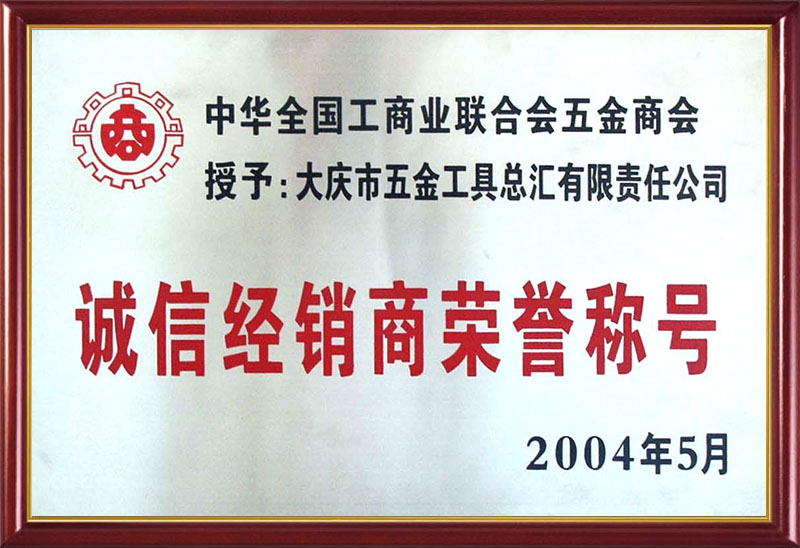 商
中华全国工商业联合会五金商会
授予:大庆市五金工具总汇有限责任公司
诚信经销商荣誉称号
2004年5月